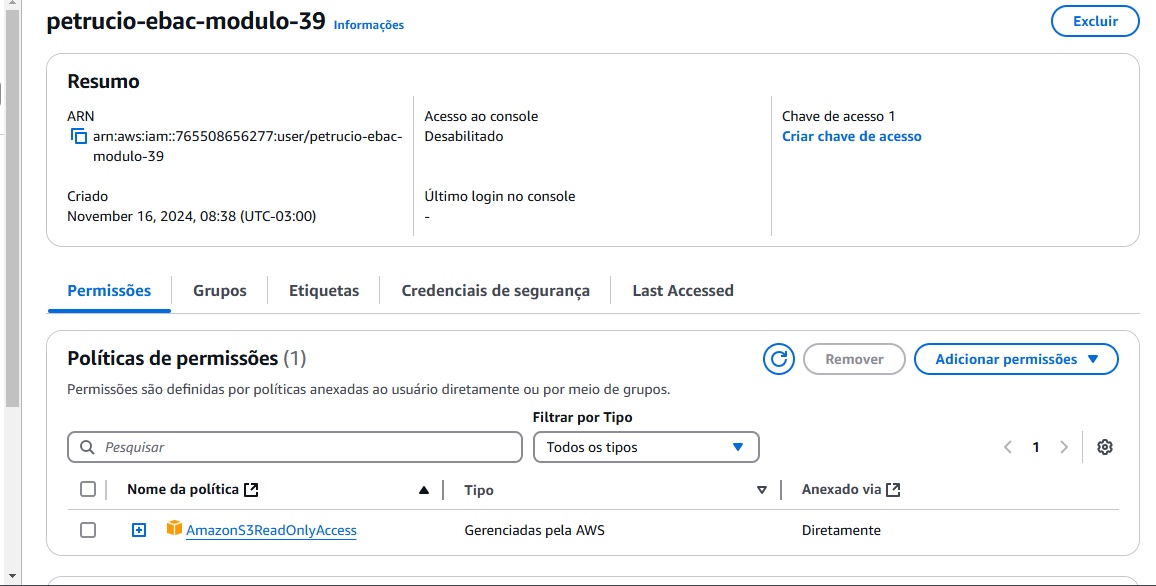 petrucio-ebac-modulo-39 Informações
Excluir
Resumo
ARN
arn:aws:iam::765508656277:user/petrucio-ebac-
modulo-39
Criado
November 16, 2024, 08:38 (UTC-03:00)
Acesso ao console
Desabilitado
Último login no console
-
Chave de acesso 1
Criar chave de acesso
Permissões
Grupos
Etiquetas
Credenciais de segurança
Last Accessed
Políticas de permissões (1)
Remover
Adicionar permissões
Permissões são definidas por políticas anexadas ao usuário diretamente ou por meio de grupos.
Filtrar por Tipo
Pesquisar
Todos os tipos
1
Nome da política
Tipo
Anexado via
AmazonS3ReadOnlyAccess
Gerenciadas pela AWS
Diretamente